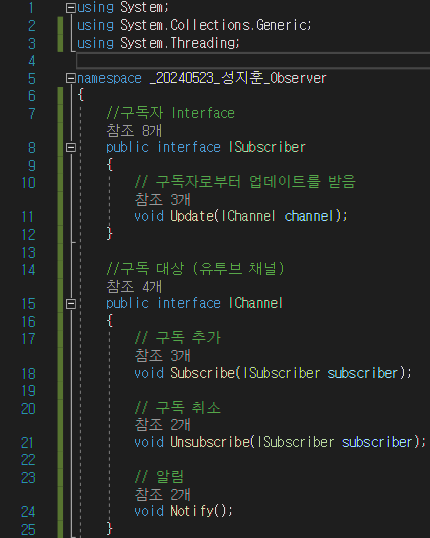 1 using System;
2 using System.Collections.Generic;
3 using System.Threading;
4
5 namespace _20240523_성지훈_Observer
6 {
7 //구독자 Interface
참조 8개
8 public interface ISubscriber
9 {
10 // 구독자로부터 업데이트를 받음
참조 3개
11 void Update(IChannel channel);
12 }
13
14 //구독 대상 (유투브 채널)
참조 4개
15 public interface IChannel
16 {
17 // 구독 추가
참조 3개
18 void Subscribe(ISubscriber subscriber);
19
20 // 구독 취소
참조 2개
21 void Unsubscribe(ISubscriber subscriber);
22
23 // 알림
참조 2개
24 void Notify();
25 }